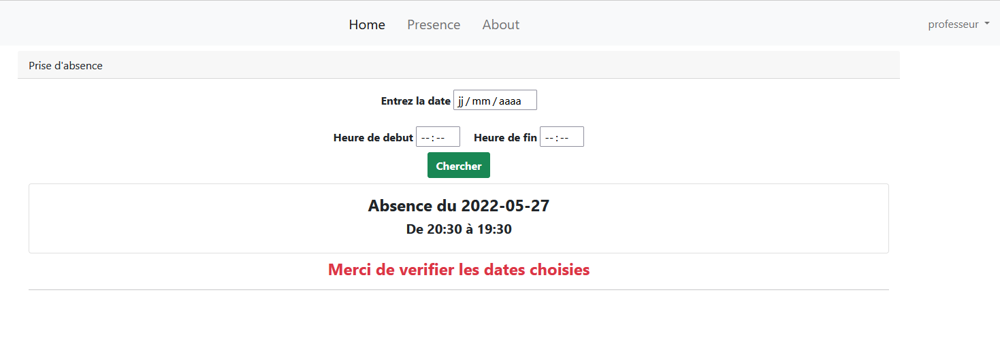 Home Presence About professeur
Prise d'absence
Entrez la date jj/mm/aaaa
Heure de debut --:-- Heure de fin --:--
Chercher
Absence du 2022-05-27
De 20:30 à 19:30
Merci de verifier les dates choisies